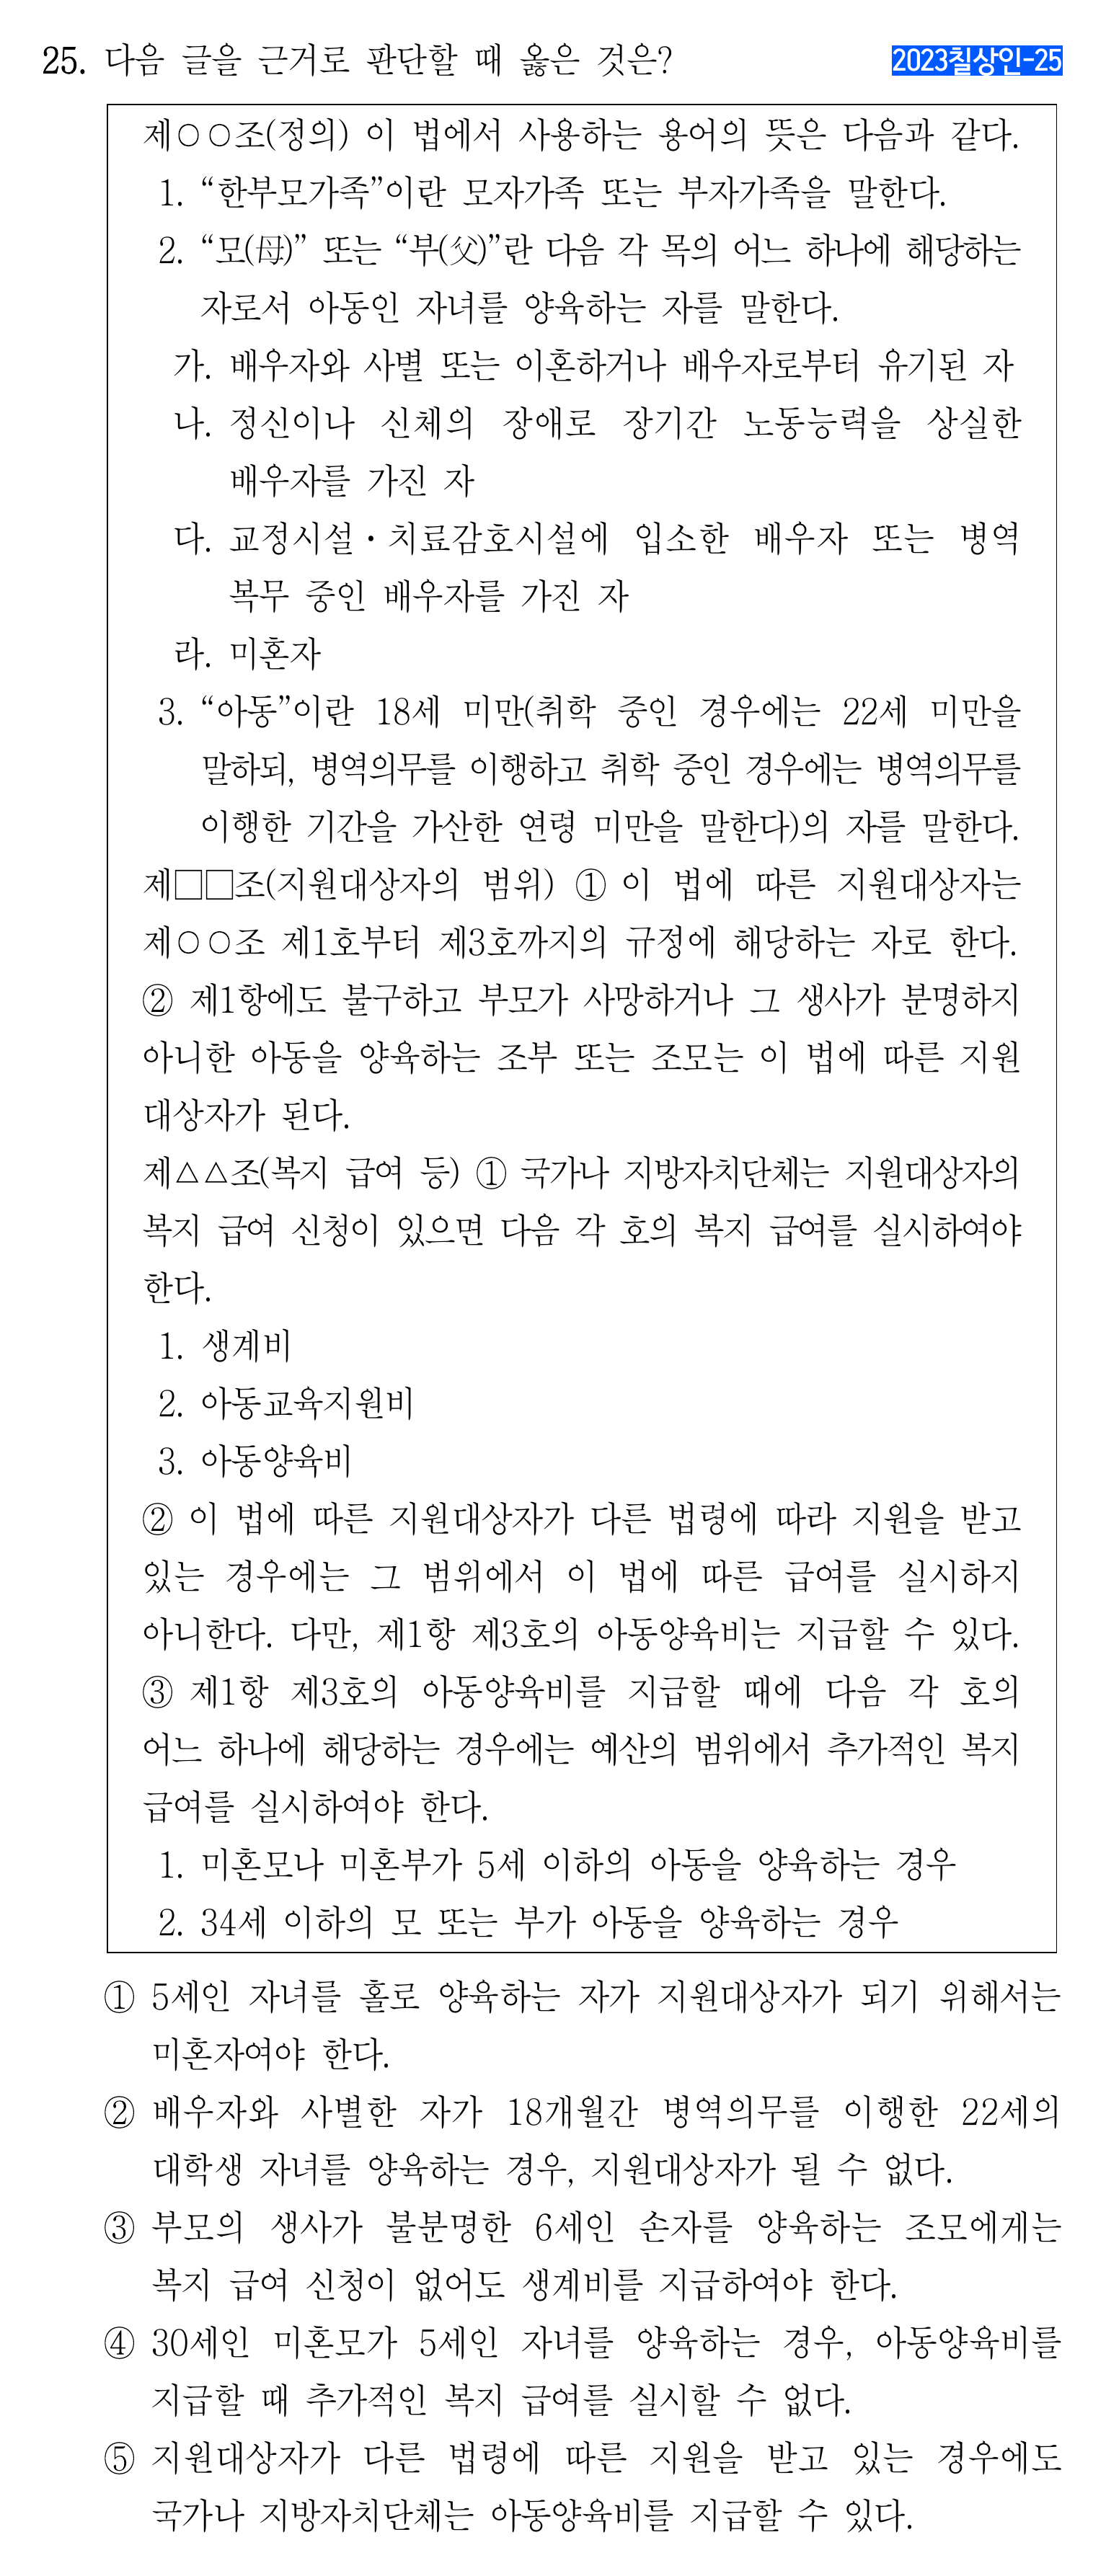 25. 다음 글을 근거로 판단할 때 옳은 것은?
2023칠상인-25
제○○조(정의) 이 법에서 사용하는 용어의 뜻은 다음과 같다.
1. “한부모가족”이란 모자가족 또는 부자가족을 말한다.
2. “모(母)” 또는 “부(父)”란 다음 각 목의 어느 하나에 해당하는
자로서 아동인 자녀를 양육하는 자를 말한다.
가. 배우자와 사별 또는 이혼하거나 배우자로부터 유기된 자
나. 정신이나 신체의 장애로 장기간 노동능력을 상실한
배우자를 가진 자
다. 교정시설・치료감호시설에 입소한 배우자 또는 병역
복무 중인 배우자를 가진 자
라. 미혼자
3. “아동”이란 18세 미만(취학 중인 경우에는 22세 미만을
말하되, 병역의무를 이행하고 취학 중인 경우에는 병역의무를
이행한 기간을 가산한 연령 미만을 말한다)의 자를 말한다.
제□□조(지원대상자의 범위) ① 이 법에 따른 지원대상자는
제○○조 제1호부터 제3호까지의 규정에 해당하는 자로 한다.
② 제1항에도 불구하고 부모가 사망하거나 그 생사가 분명하지
아니한 아동을 양육하는 조부 또는 조모는 이 법에 따른 지원
대상자가 된다.
제△△조(복지 급여 등) ① 국가나 지방자치단체는 지원대상자의
복지 급여 신청이 있으면 다음 각 호의 복지 급여를 실시하여야
한다.
1. 생계비
2. 아동교육지원비
3. 아동양육비
② 이 법에 따른 지원대상자가 다른 법령에 따라 지원을 받고
있는 경우에는 그 범위에서 이 법에 따른 급여를 실시하지
아니한다. 다만, 제1항 제3호의 아동양육비는 지급할 수 있다.
③ 제1항 제3호의 아동양육비를 지급할 때에 다음 각 호의
어느 하나에 해당하는 경우에는 예산의 범위에서 추가적인 복지
급여를 실시하여야 한다.
1. 미혼모나 미혼부가 5세 이하의 아동을 양육하는 경우
2. 34세 이하의 모 또는 부가 아동을 양육하는 경우
① 5세인 자녀를 홀로 양육하는 자가 지원대상자가 되기 위해서는
미혼자여야 한다.
② 배우자와 사별한 자가 18개월간 병역의무를 이행한 22세의
대학생 자녀를 양육하는 경우, 지원대상자가 될 수 없다.
③ 부모의 생사가 불분명한 6세인 손자를 양육하는 조모에게는
복지 급여 신청이 없어도 생계비를 지급하여야 한다.
④ 30세인 미혼모가 5세인 자녀를 양육하는 경우, 아동양육비를
지급할 때 추가적인 복지 급여를 실시할 수 없다.
⑤ 지원대상자가 다른 법령에 따른 지원을 받고 있는 경우에도
국가나 지방자치단체는 아동양육비를 지급할 수 있다.